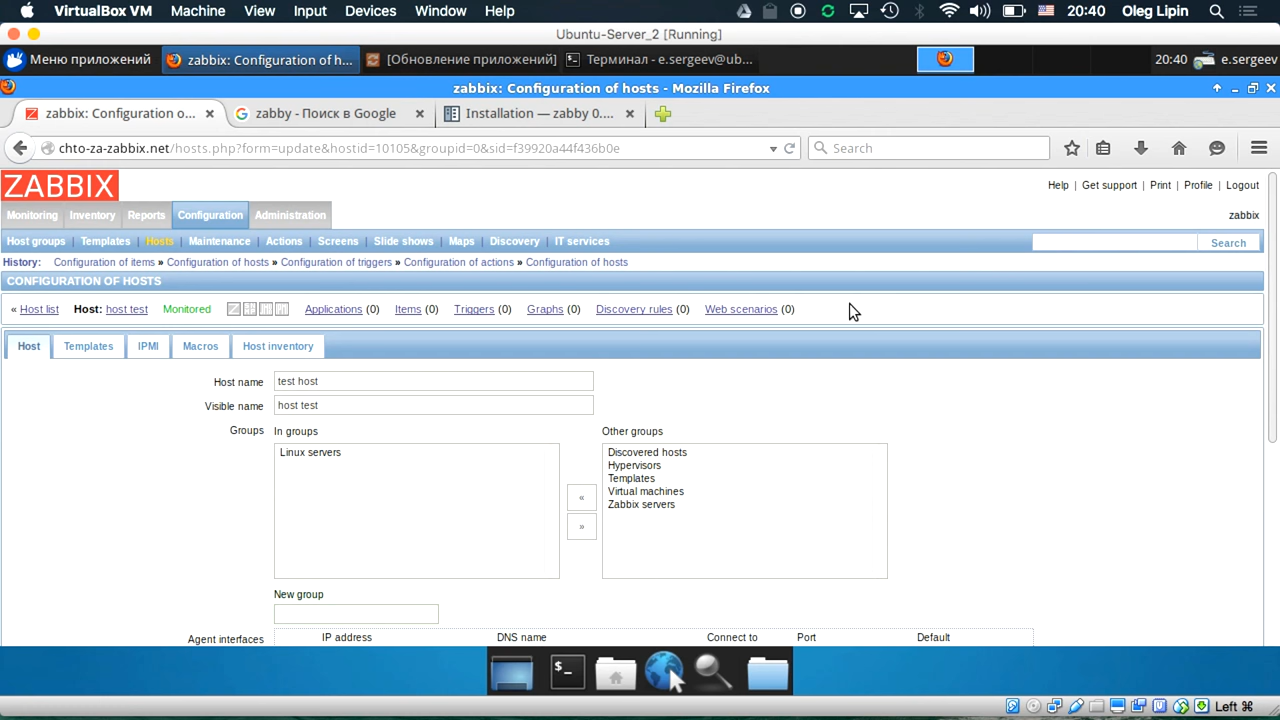 VirtualBox VM Machine View Input Devices Window Help 20:40 Oleg Lipin
Ubuntu-Server_2 [Running]
Меню приложений zabbix: Configuration of h... [Обновление приложений] Терминал - e.sergeev@ub... 20:40 e.sergeev
zabbix: Configuration of hosts - Mozilla Firefox
zabbix: Configuration o... zabby - Поиск в Google Installation — zabby 0....
chto-za-zabbix.net/hosts.php?form=update&hostid=10105&groupid=0&sid=f39920a44f436b0e Search
ZABBIX Help | Get support | Print | Profile | Logout
Monitoring Inventory Reports Configuration Administration zabbix
Host groups | Templates | Hosts | Maintenance | Actions | Screens | Slide shows | Maps | Discovery | IT services Search
History: Configuration of items » Configuration of hosts » Configuration of triggers » Configuration of actions » Configuration of hosts
CONFIGURATION OF HOSTS
« Host list Host: host test Monitored Applications (0) Items (0) Triggers (0) Graphs (0) Discovery rules (0) Web scenarios (0)
Host Templates IPMI Macros Host inventory
Host name test host
Visible name host test
Groups In groups Other groups
Linux servers Discovered hosts
Hypervisors
Templates
Virtual machines
Zabbix servers
«
»
New group
Agent interfaces IP address DNS name Connect to Port Default
Left ⌘